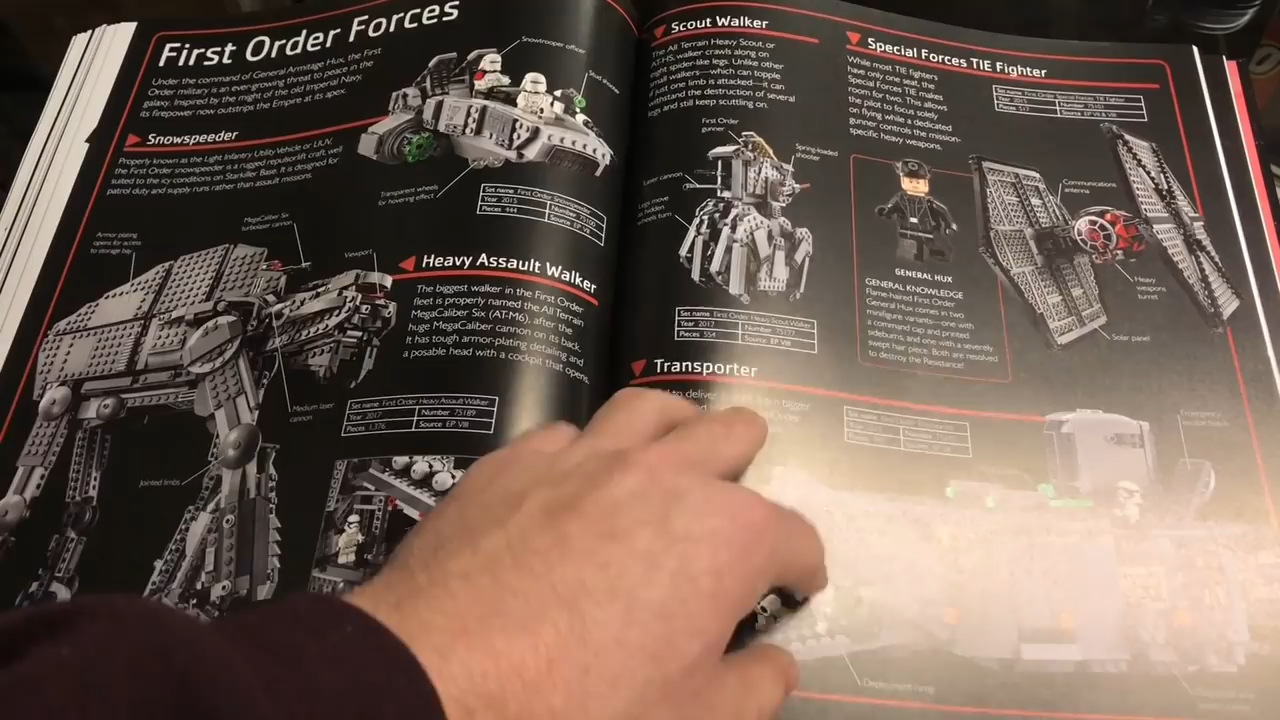 First Order Forces
Under the command of General Armitage Hux, the First
Order military is an ever-growing threat to peace in the
galaxy. Inspired by the might of the old Imperial Navy,
its firepower now outstrips the Empire at its apex.
Snowspeeder
Properly known as the Light Infantry Utility Vehicle or LIUV,
the First Order snowspeeder is a rugged repulsorlift craft, well
suited to the icy conditions on Starkiller Base. It is designed for
patrol duty and supply runs rather than assault missions.
Snowtrooper officer
Stud shooter
Transparent wheels
for hovering effect
Set name First Order Snowspeeder
Year 2015 Number 75100
Pieces 444 Source EP VII
Armor plating
opens for access
to storage bay
MegaCaliber Six
turbolaser cannon
Viewport
Heavy Assault Walker
The biggest walker in the First Order
fleet is properly named the All Terrain
MegaCaliber Six (AT-M6), after the
huge MegaCaliber cannon on its back.
It has tough armor-plating detailing and
a posable head with a cockpit that opens.
Medium laser
cannon
Set name First Order Heavy Assault Walker
Year 2017 Number 75189
Pieces 1,376 Source EP VIII
Jointed limbs
Scout Walker
The All Terrain Heavy Scout, or
AT-HS, walker crawls along on
eight spider-like legs. Unlike other
small walkers—which can topple
if just one limb is attacked—it can
withstand the destruction of several
legs and still keep scuttling on.
First Order
gunner
Spring-loaded
shooter
Laser cannon
Legs move
as hidden
wheels turn
Set name First Order Heavy Scout Walker
Year 2017 Number 75177
Pieces 554 Source EP VIII
Special Forces TIE Fighter
While most TIE fighters
have only one seat, the
Special Forces TIE makes
room for two. This allows
the pilot to focus solely
on flying while a dedicated
gunner controls the mission-
specific heavy weapons.
Set name First Order Special Forces TIE Fighter
Year 2015 Number 75101
Pieces 517 Source EP VII & VIII
Communications
antenna
Heavy
weapons
turret
Solar panel
GENERAL HUX
GENERAL KNOWLEDGE
Flame-haired First Order
General Hux comes in two
minifigure variants—one with
a command cap and printed
sideburns, and one with a severely
swept hair piece. Both are resolved
to destroy the Resistance!
Transporter
to deliver
Deployment ramp